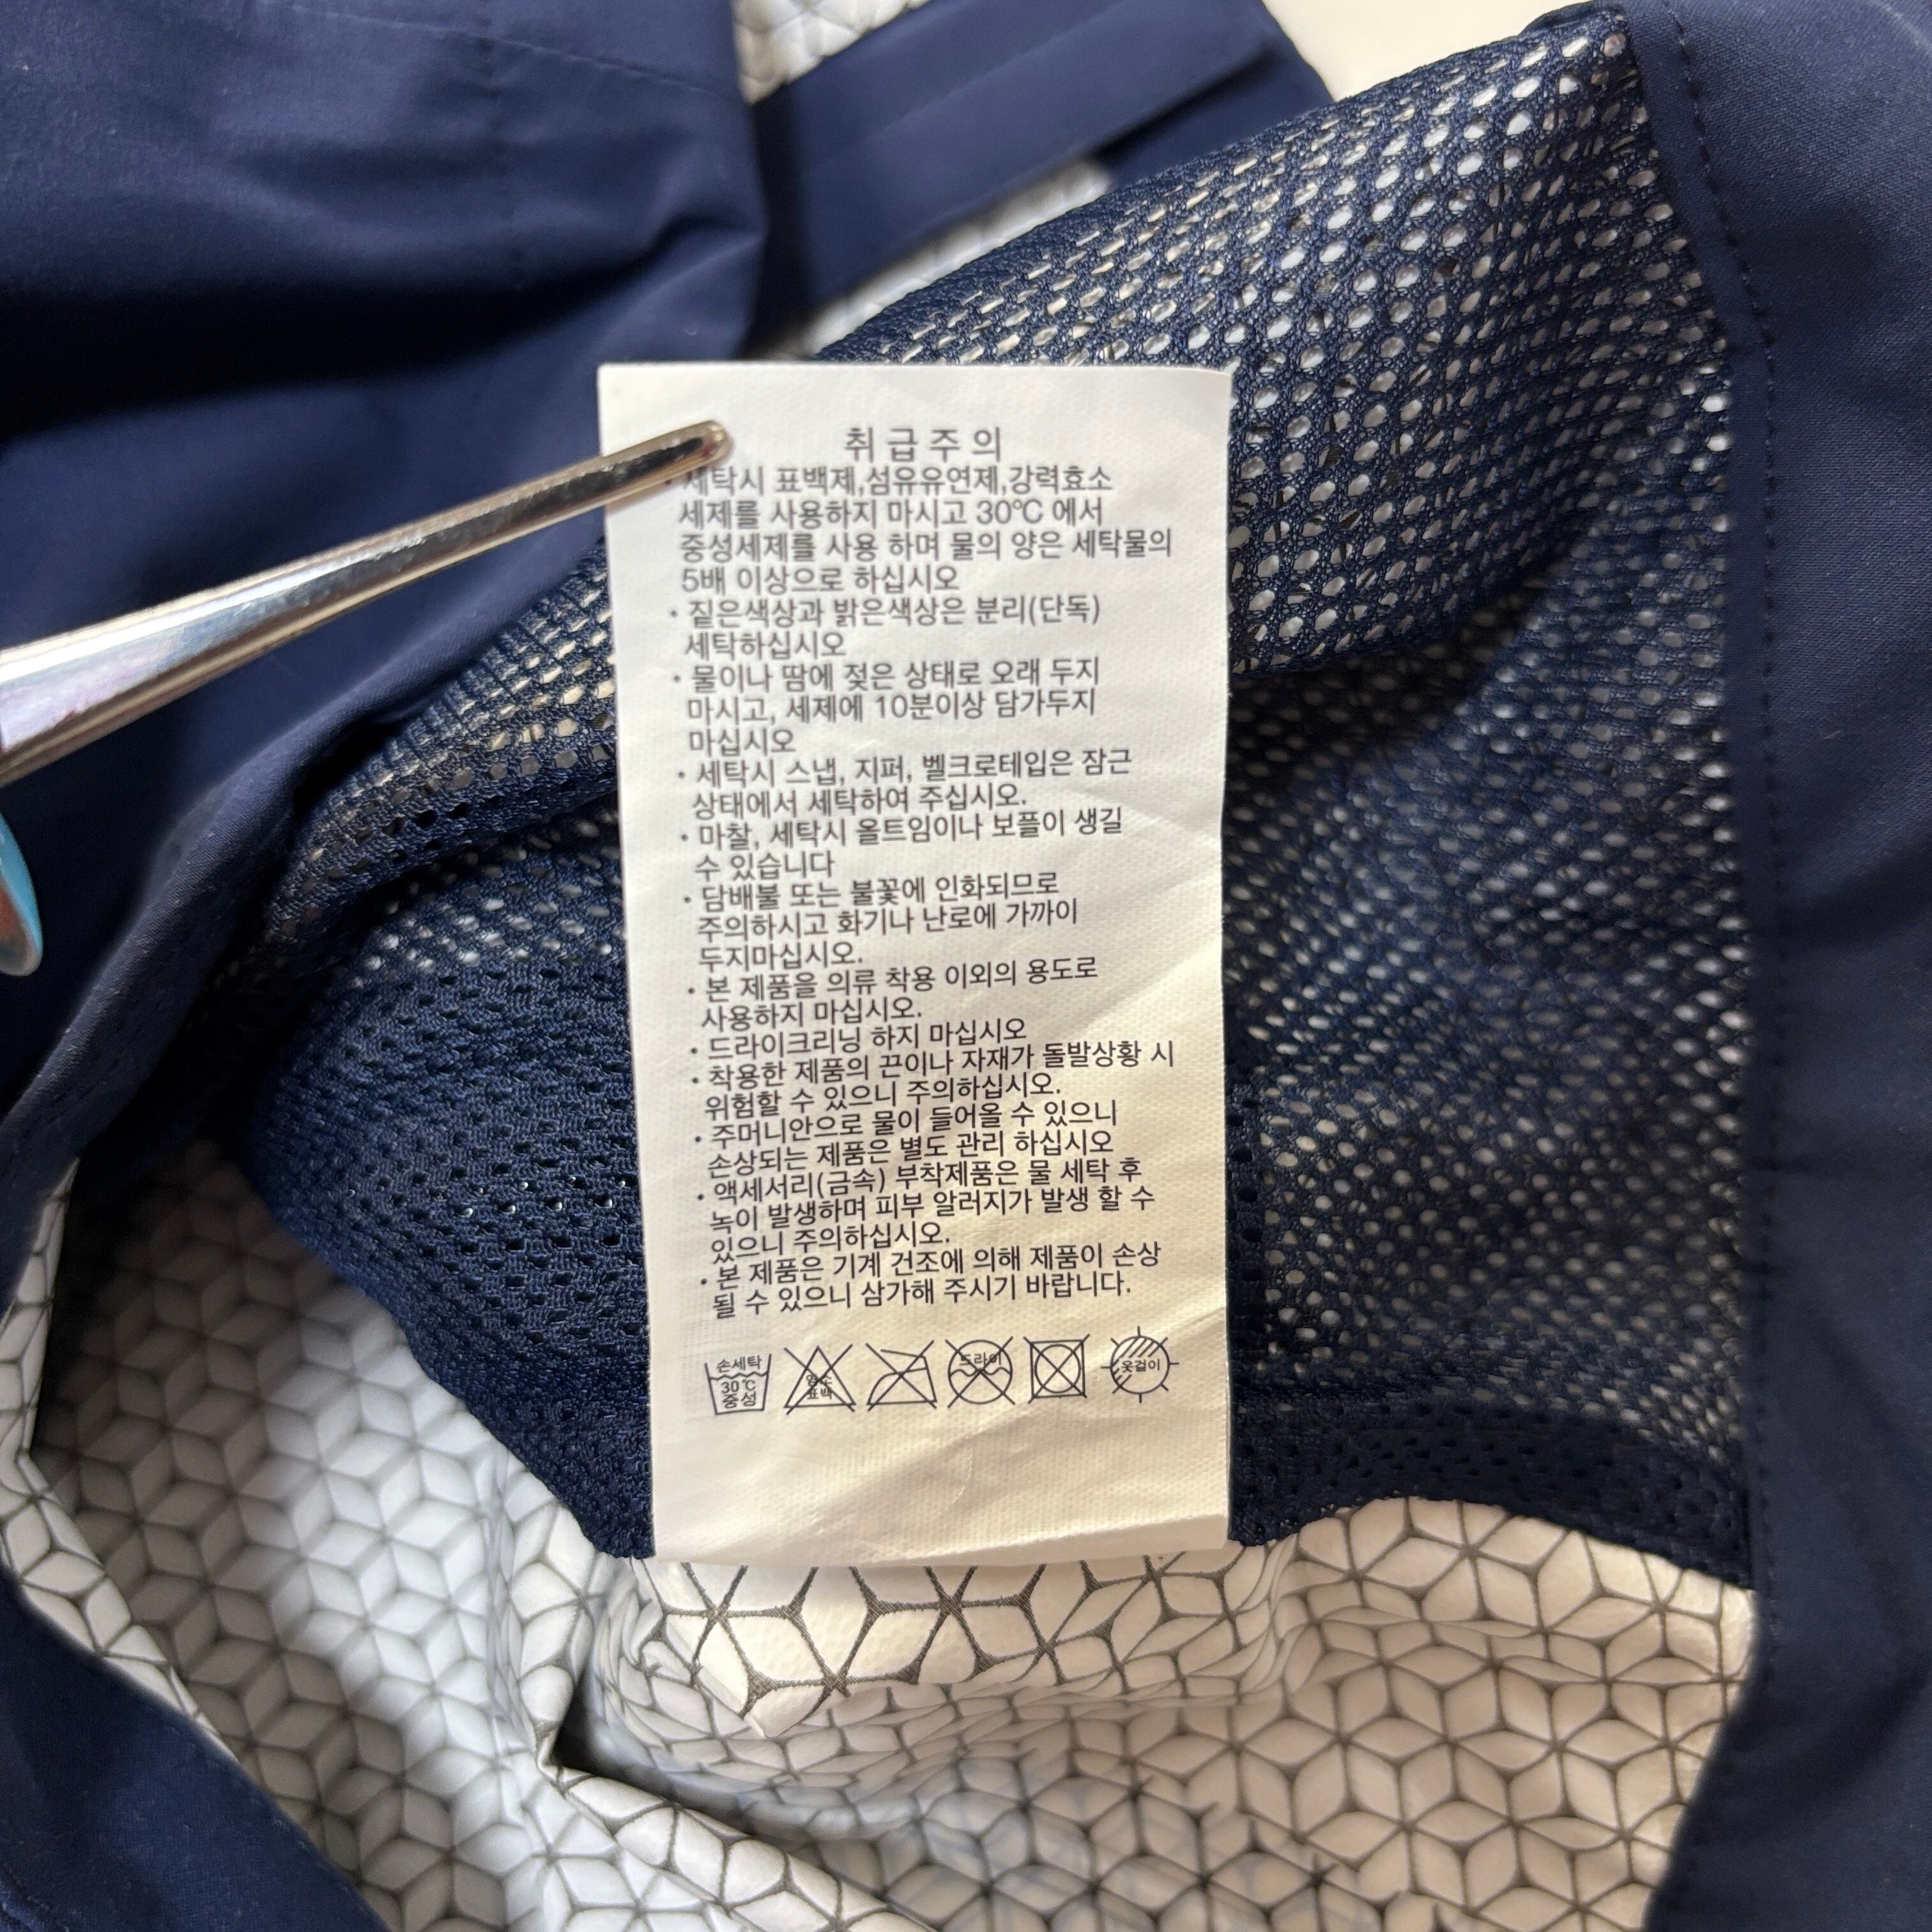 취급주의
· 세탁시 표백제,섬유유연제,강력효소
세제를 사용하지 마시고 30℃ 에서
중성세제를 사용 하며 물의 양은 세탁물의
5배 이상으로 하십시오
· 짙은색상과 밝은색상은 분리(단독)
세탁하십시오
· 물이나 땀에 젖은 상태로 오래 두지
마시고, 세제에 10분이상 담가두지
마십시오
· 세탁시 스냅, 지퍼, 벨크로테입은 잠근
상태에서 세탁하여 주십시오.
· 마찰, 세탁시 올트임이나 보플이 생길
수 있습니다
· 담배불 또는 불꽃에 인화되므로
주의하시고 화기나 난로에 가까이
두지마십시오.
· 본 제품을 의류 착용 이외의 용도로
사용하지 마십시오.
· 드라이크리닝 하지 마십시오
· 착용한 제품의 끈이나 자재가 돌발상황 시
위험할 수 있으니 주의하십시오.
· 주머니안으로 물이 들어올 수 있으니
손상되는 제품은 별도 관리 하십시오
· 액세서리(금속) 부착제품은 물 세탁 후
녹이 발생하며 피부 알러지가 발생 할 수
있으니 주의하십시오.
· 본 제품은 기계 건조에 의해 제품이 손상
될 수 있으니 삼가해 주시기 바랍니다.
손세탁
30℃
중성
염소
표백
드라이
옷걸이